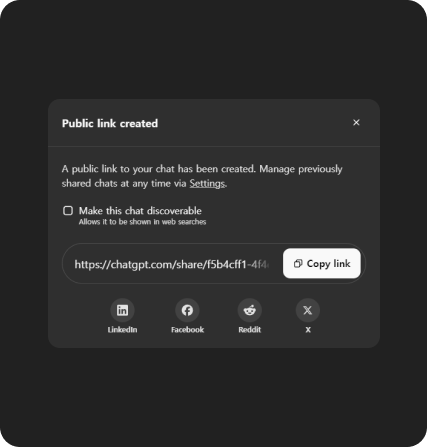 Public link created
A public link to your chat has been created. Manage previously
shared chats at any time via Settings.
Make this chat discoverable
Allows it to be shown in web searches
https://chatgpt.com/share/f5b4cff1-4f4
Copy link
LinkedIn Facebook Reddit X